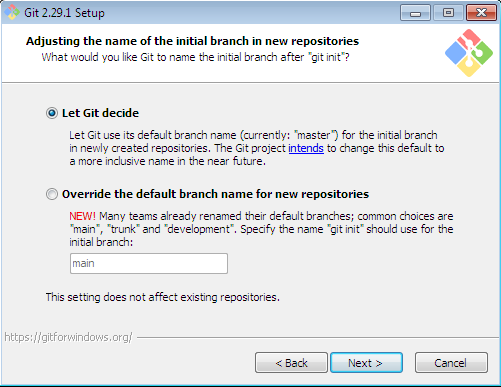 Git 2.29.1 Setup
Adjusting the name of the initial branch in new repositories
What would you like Git to name the initial branch after "git init"?
Let Git decide
Let Git use its default branch name (currently: "master") for the initial branch
in newly created repositories. The Git project intends to change this default to
a more inclusive name in the near future.
Override the default branch name for new repositories
NEW! Many teams already renamed their default branches; common choices are
"main", "trunk" and "development". Specify the name "git init" should use for the
initial branch:
main
This setting does not affect existing repositories.
https://gitforwindows.org/
< Back
Next >
Cancel